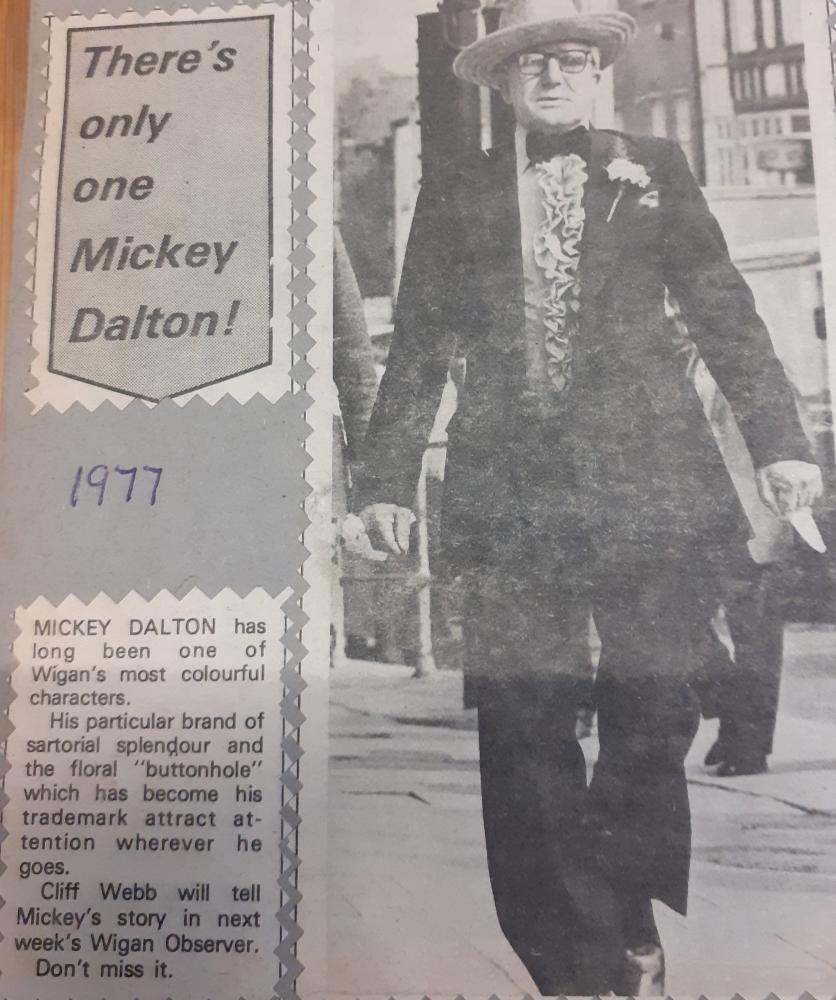 There's
only
one
Mickey
Dalton!
1977
MICKEY DALTON has
long been one of
Wigan's most colourful
characters.
His particular brand of
sartorial splendour and
the floral "buttonhole"
which has become his
trademark attract at-
tention wherever he
goes.
Cliff Webb will tell
Mickey's story in next
week's Wigan Observer.
Don't miss it.